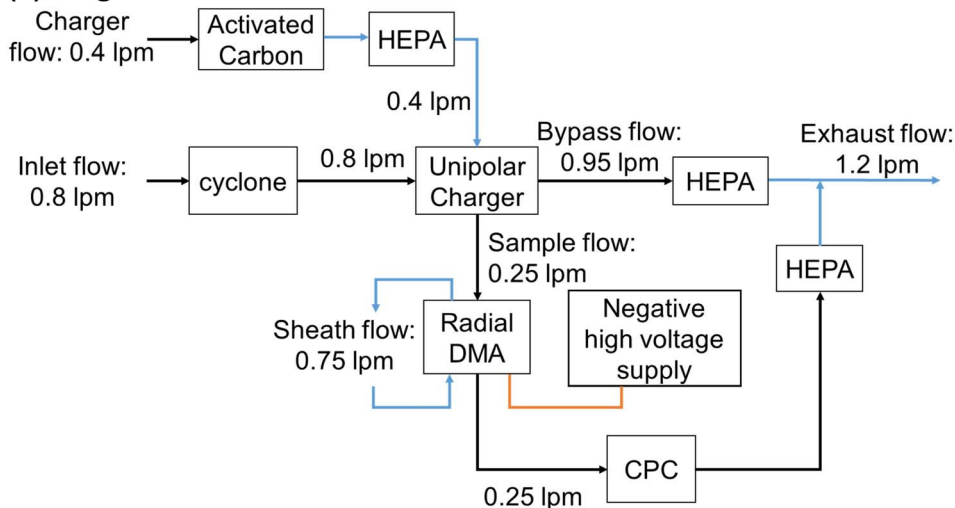 Charger
flow: 0.4 lpm
Activated
Carbon
HEPA
0.4 lpm
Inlet flow:
0.8 lpm
cyclone
0.8 lpm
Unipolar
Charger
Bypass flow:
0.95 lpm
HEPA
Exhaust flow:
1.2 lpm
Sample flow:
0.25 lpm
HEPA
Sheath flow:
0.75 lpm
Radial
DMA
Negative
high voltage
supply
CPC
0.25 lpm